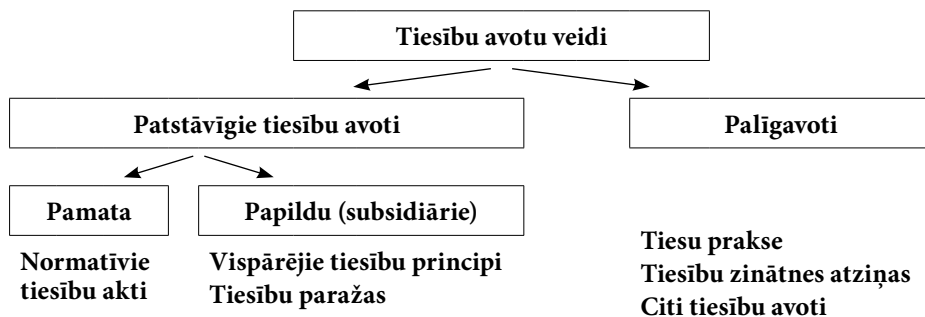 Tiesību avotu veidi
Patstāvīgie tiesību avoti
Palīgavoti
Pamata
Papildu (subsidiārie)
Normatīvie
tiesību akti
Vispārējie tiesību principi
Tiesību paražas
Tiesu prakse
Tiesību zinātnes atziņas
Citi tiesību avoti